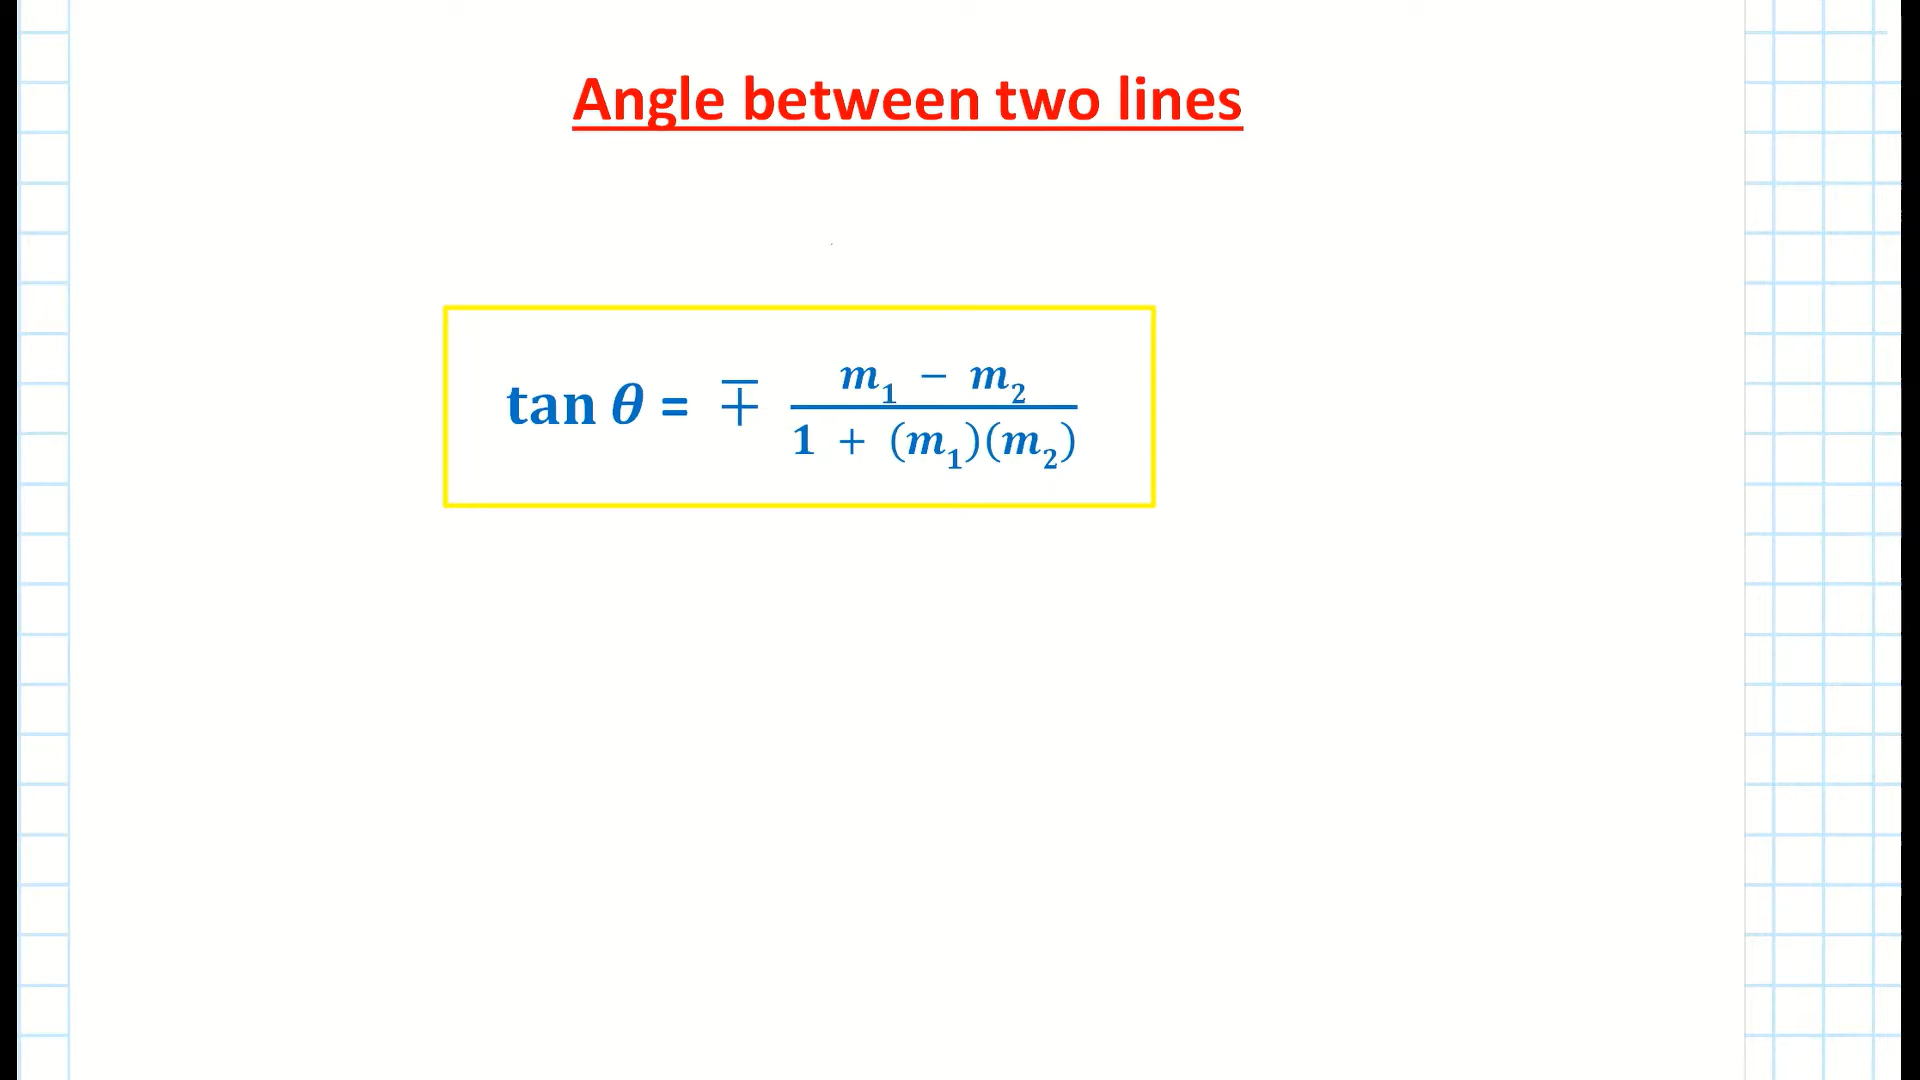 Angle between two lines
tan θ = ∓ m₁ − m₂ / 1 + (m₁)(m₂)